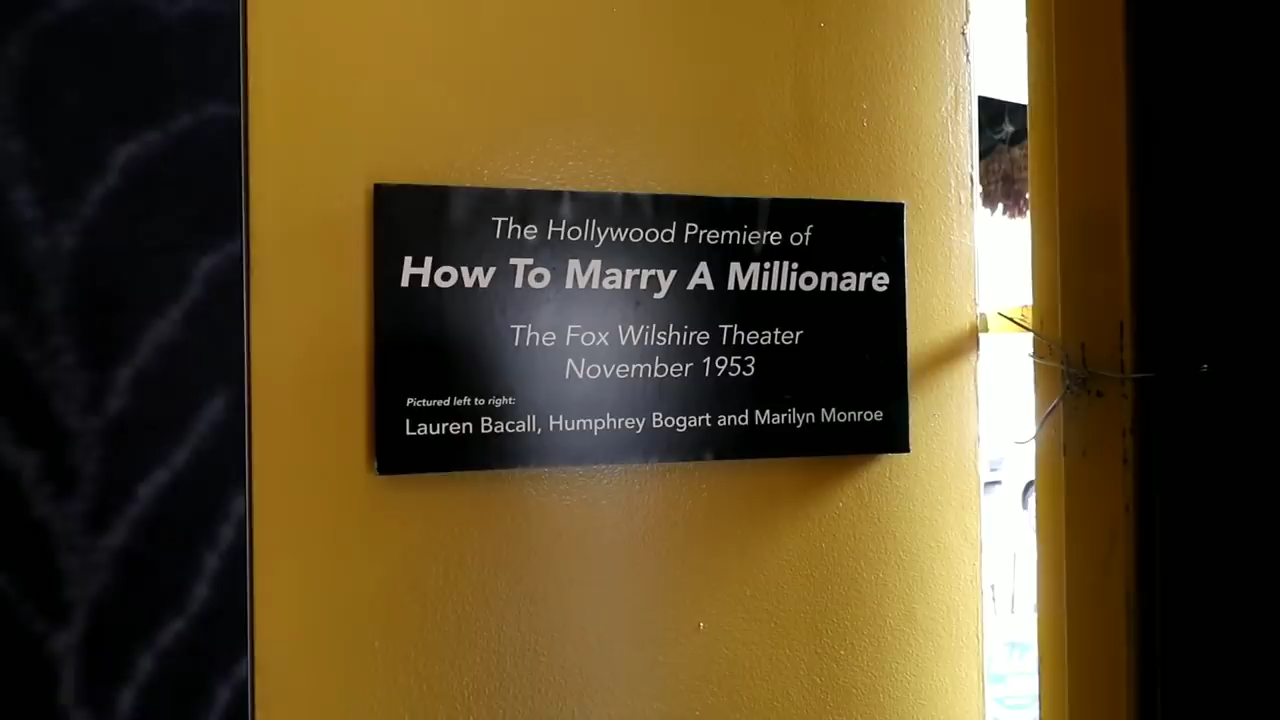 The Hollywood Premiere of
How To Marry A Millionare
The Fox Wilshire Theater
November 1953
Pictured left to right:
Lauren Bacall, Humphrey Bogart and Marilyn Monroe